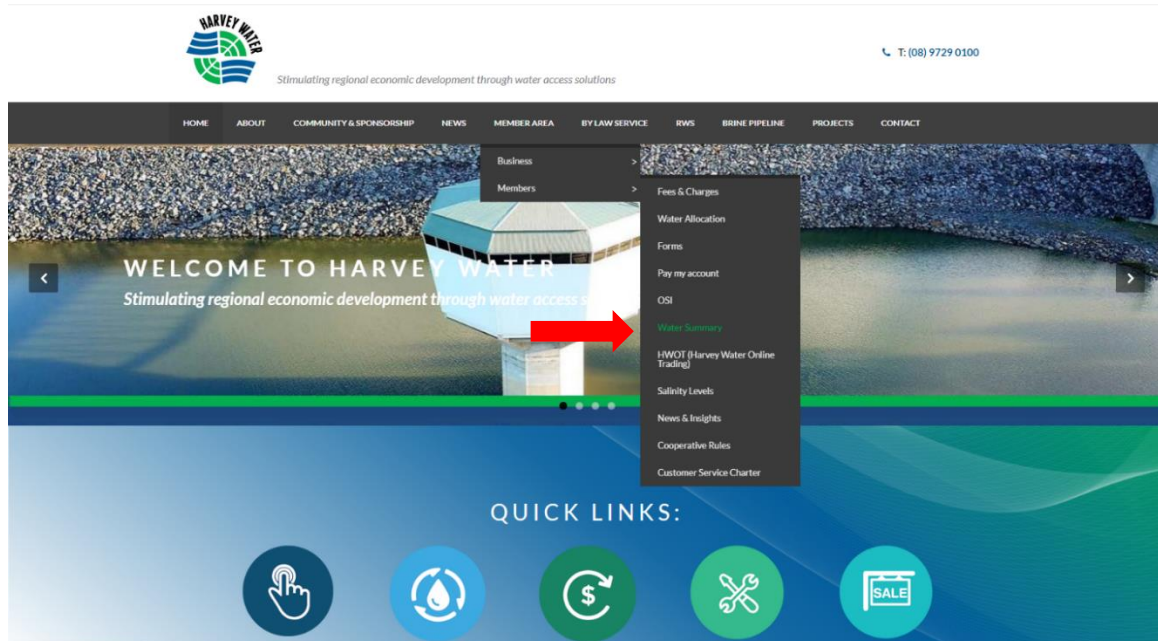 HARVEY WATER
T: (08) 9729 0100
Stimulating regional economic development through water access solutions
HOME ABOUT COMMUNITY & SPONSORSHIP NEWS MEMBER AREA BY LAW SERVICE RWS BRINE PIPELINE PROJECTS CONTACT
Business >
Members >
Fees & Charges
Water Allocation
Forms
Pay my account
OSI
Water Summary
HWOT (Harvey Water Online
Trading)
Salinity Levels
News & Insights
Cooperative Rules
Customer Service Charter
WELCOME TO HARVEY WATER
Stimulating regional economic development through water access s
QUICK LINKS:
SALE